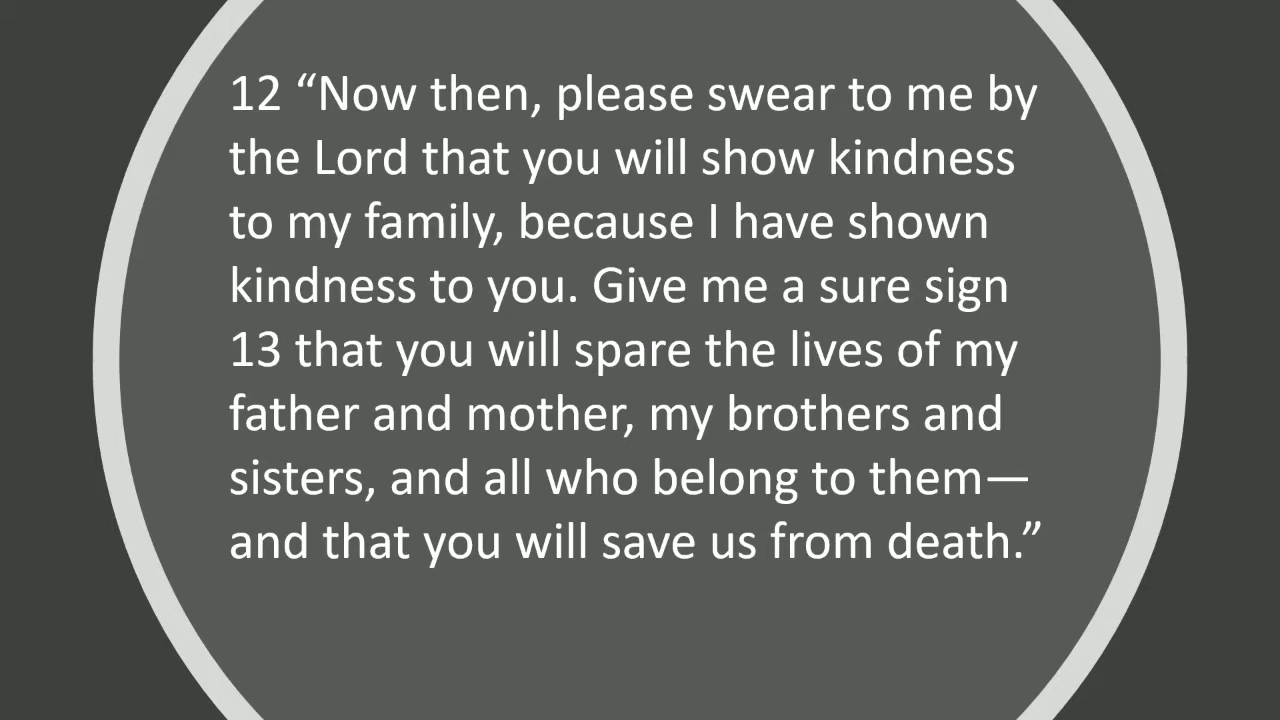 12 “Now then, please swear to me by
the Lord that you will show kindness
to my family, because I have shown
kindness to you. Give me a sure sign
13 that you will spare the lives of my
father and mother, my brothers and
sisters, and all who belong to them—
and that you will save us from death.”